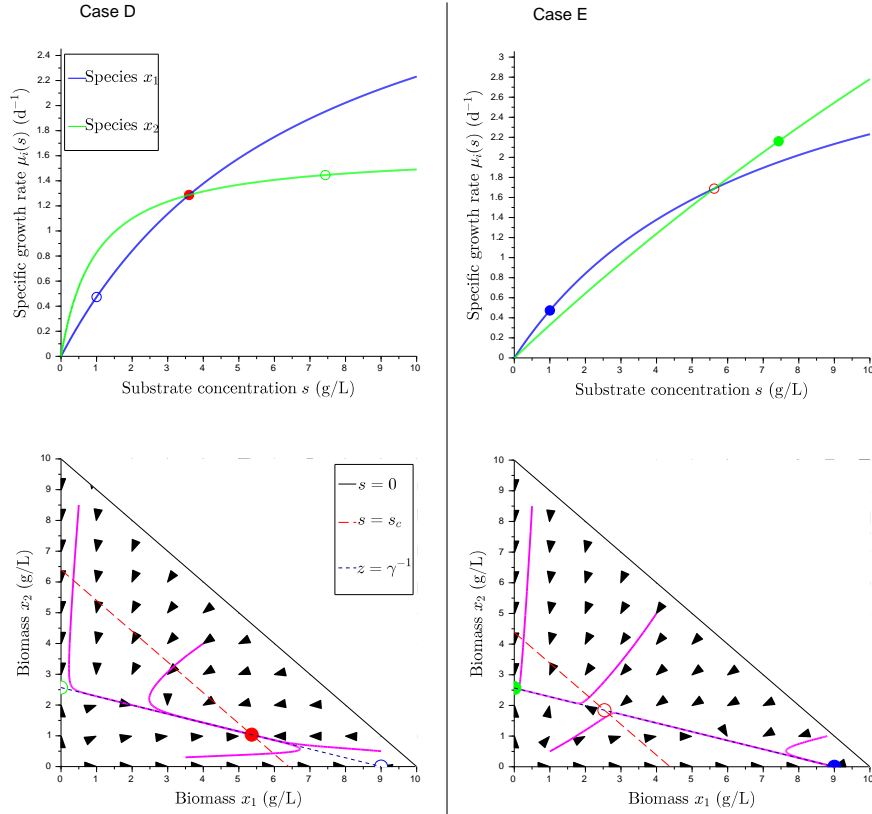 Case D
Case E
Specific growth rate μᵢ(s) (d⁻¹)
2.4
2.2
2
1.8
1.6
1.4
1.2
1
0.8
0.6
0.4
0.2
0
Species x₁
Species x₂
0 1 2 3 4 5 6 7 8 9 10
Substrate concentration s (g/L)
Specific growth rate μᵢ(s) (d⁻¹)
3
2.8
2.6
2.4
2.2
2
1.8
1.6
1.4
1.2
1
0.8
0.6
0.4
0.2
0
0 1 2 3 4 5 6 7 8 9 10
Substrate concentration s (g/L)
Biomass x₂ (g/L)
10
9
8
7
6
5
4
3
2
1
0
s = 0
s = s_c
z = γ⁻¹
0 1 2 3 4 5 6 7 8 9 10
Biomass x₁ (g/L)
Biomass x₂ (g/L)
10
9
8
7
6
5
4
3
2
1
0
0 1 2 3 4 5 6 7 8 9 10
Biomass x₁ (g/L)